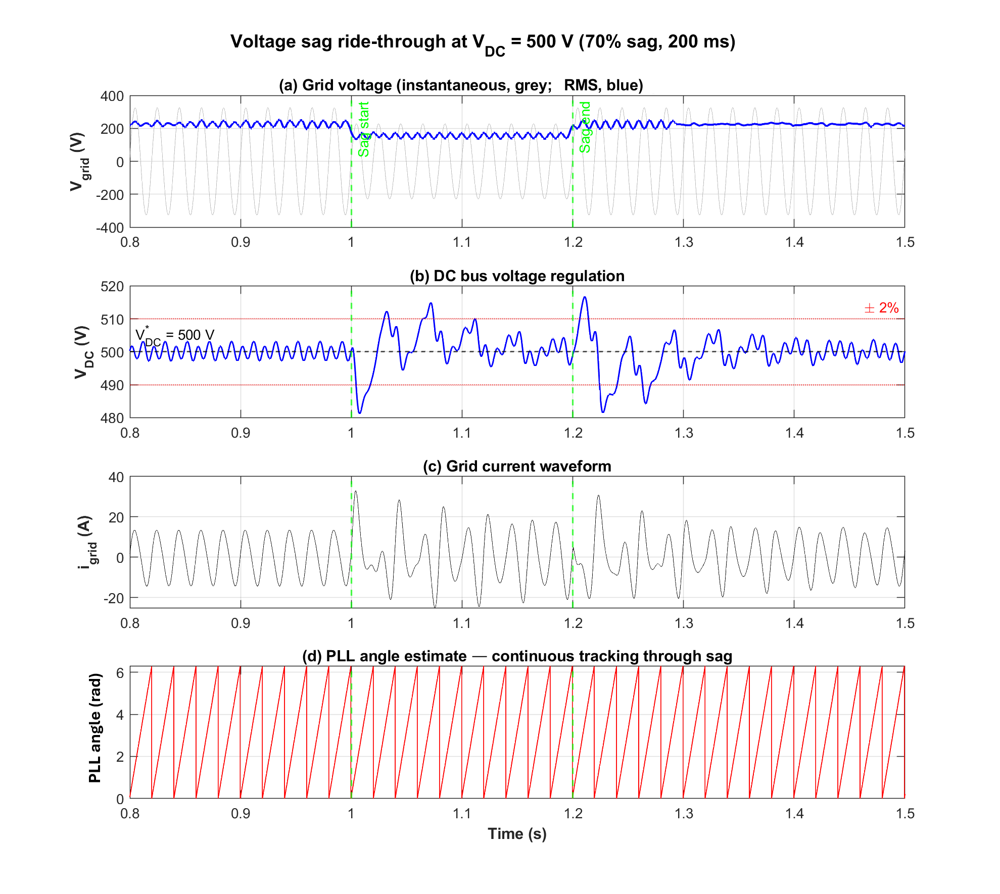 Voltage sag ride-through at V_DC = 500 V (70% sag, 200 ms)
(a) Grid voltage (instantaneous, grey;   RMS, blue)
V_grid (V)
400
200
0
-200
-400
Sag start
Sag end
0.8 0.9 1 1.1 1.2 1.3 1.4 1.5
(b) DC bus voltage regulation
V_DC (V)
520
510
500
490
480
± 2%
V*_DC = 500 V
0.8 0.9 1 1.1 1.2 1.3 1.4 1.5
(c) Grid current waveform
i_grid (A)
40
20
0
-20
0.8 0.9 1 1.1 1.2 1.3 1.4 1.5
(d) PLL angle estimate — continuous tracking through sag
PLL angle (rad)
6
4
2
0
0.8 0.9 1 1.1 1.2 1.3 1.4 1.5
Time (s)